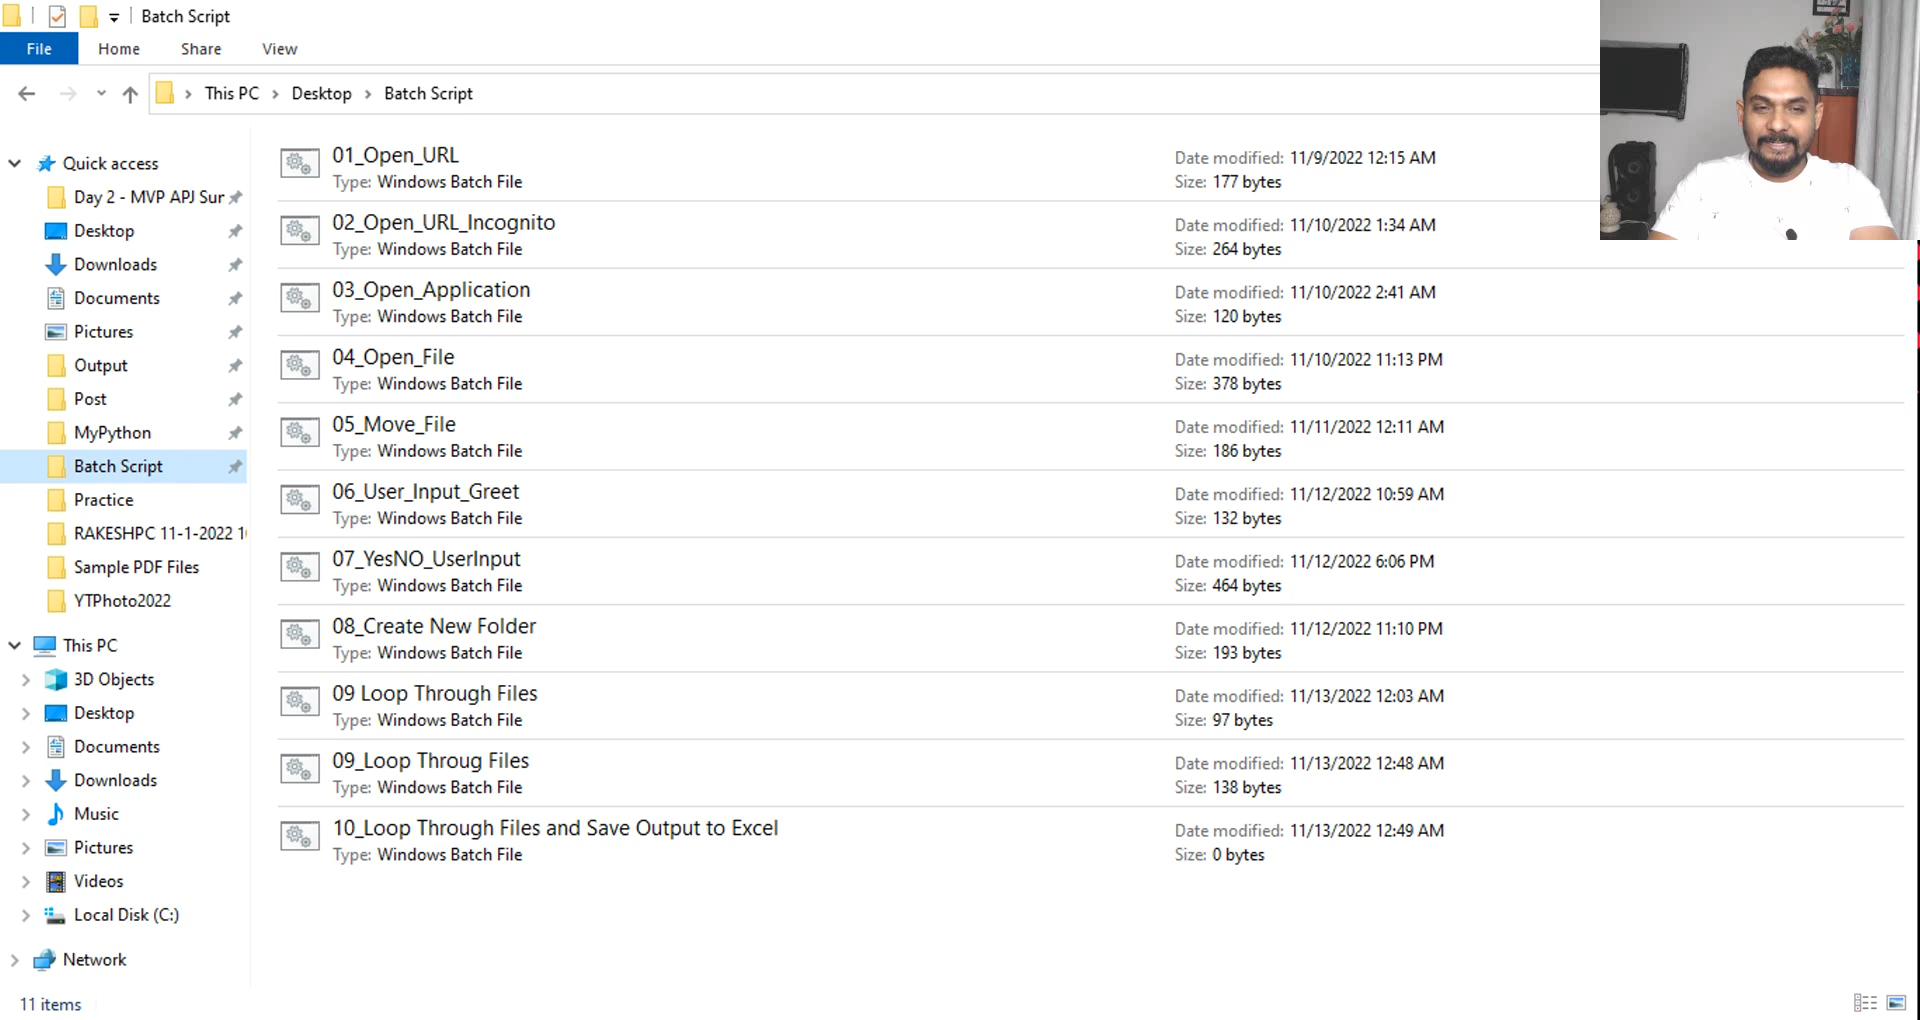 Batch Script
File Home Share View
This PC Desktop Batch Script
Quick access
Day 2 - MVP APJ Sur
Desktop
Downloads
Documents
Pictures
Output
Post
MyPython
Batch Script
Practice
RAKESHPC 11-1-2022 1
Sample PDF Files
YTPhoto2022
This PC
3D Objects
Desktop
Documents
Downloads
Music
Pictures
Videos
Local Disk (C:)
Network
01_Open_URL
Type: Windows Batch File
Date modified: 11/9/2022 12:15 AM
Size: 177 bytes
02_Open_URL_Incognito
Type: Windows Batch File
Date modified: 11/10/2022 1:34 AM
Size: 264 bytes
03_Open_Application
Type: Windows Batch File
Date modified: 11/10/2022 2:41 AM
Size: 120 bytes
04_Open_File
Type: Windows Batch File
Date modified: 11/10/2022 11:13 PM
Size: 378 bytes
05_Move_File
Type: Windows Batch File
Date modified: 11/11/2022 12:11 AM
Size: 186 bytes
06_User_Input_Greet
Type: Windows Batch File
Date modified: 11/12/2022 10:59 AM
Size: 132 bytes
07_YesNO_UserInput
Type: Windows Batch File
Date modified: 11/12/2022 6:06 PM
Size: 464 bytes
08_Create New Folder
Type: Windows Batch File
Date modified: 11/12/2022 11:10 PM
Size: 193 bytes
09 Loop Through Files
Type: Windows Batch File
Date modified: 11/13/2022 12:03 AM
Size: 97 bytes
09_Loop Throug Files
Type: Windows Batch File
Date modified: 11/13/2022 12:48 AM
Size: 138 bytes
10_Loop Through Files and Save Output to Excel
Type: Windows Batch File
Date modified: 11/13/2022 12:49 AM
Size: 0 bytes
11 items